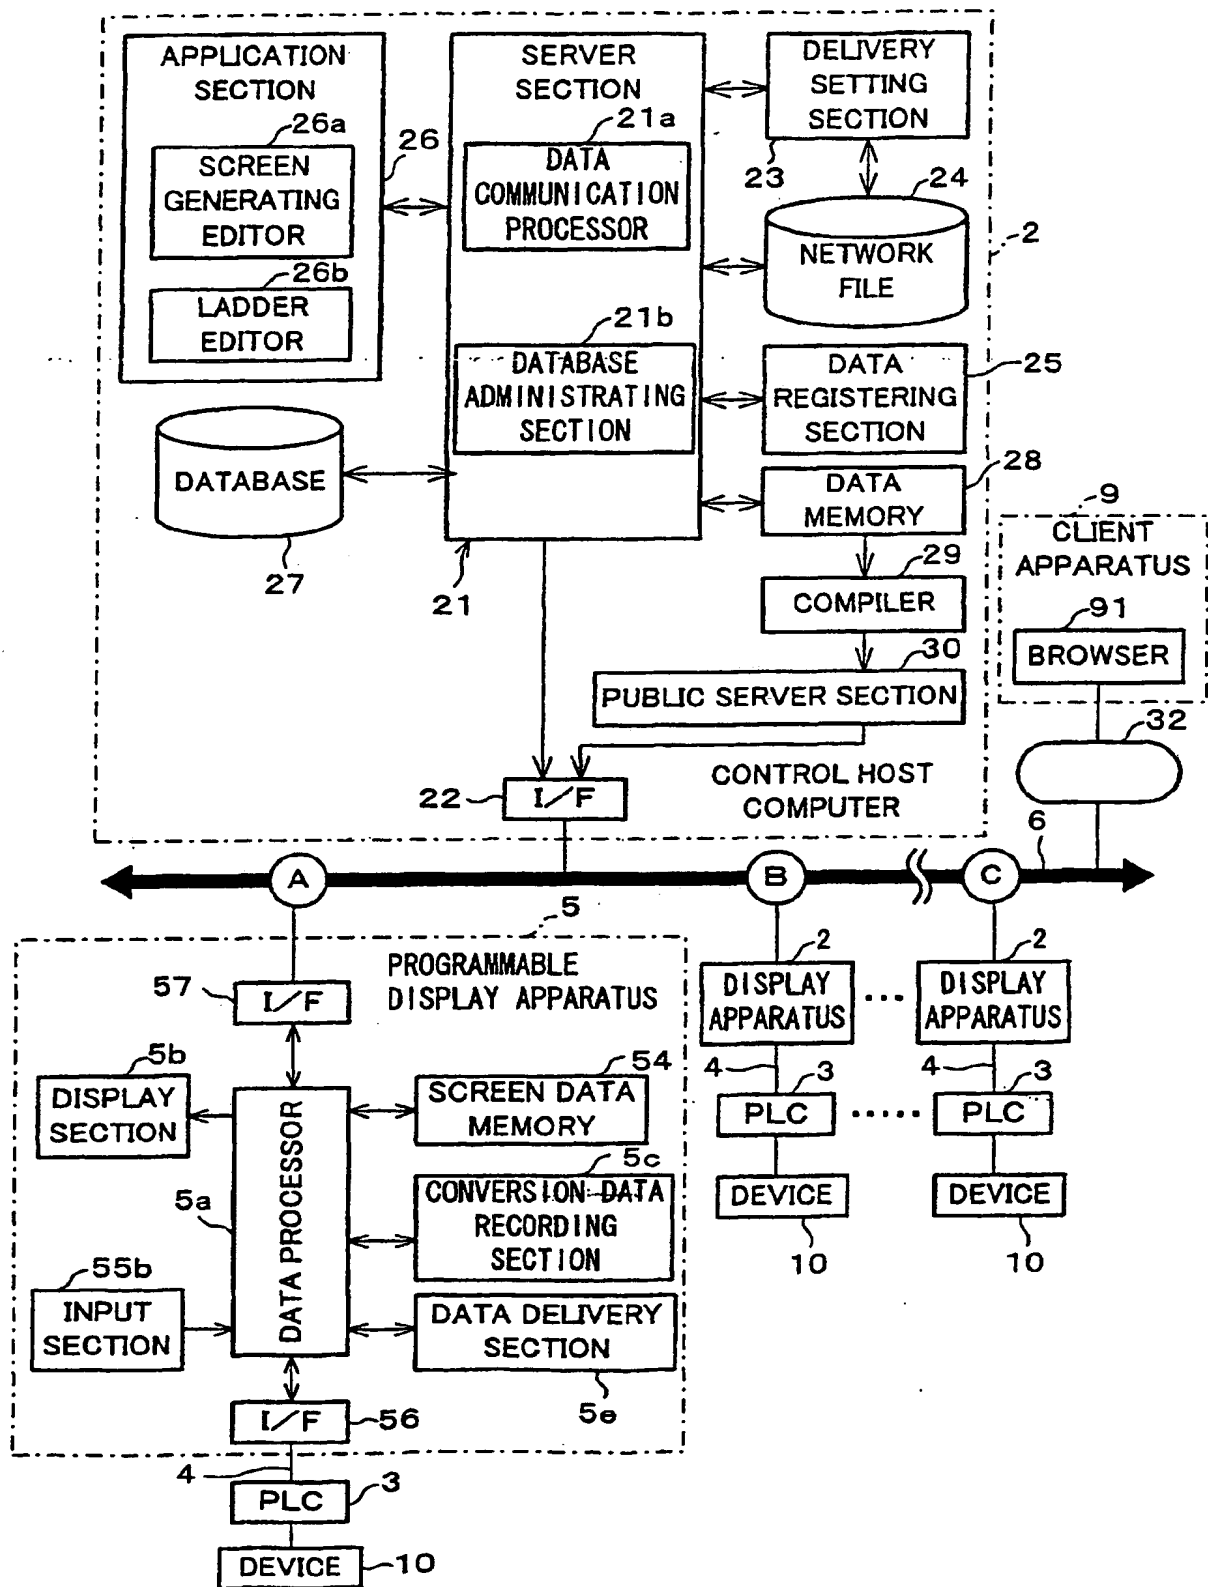 APPLICATION
SECTION
26a
SCREEN
GENERATING
EDITOR
26b
LADDER
EDITOR
26
SERVER
SECTION
21a
DATA
COMMUNICATION
PROCESSOR
21b
DATABASE
ADMINISTRATING
SECTION
21
DELIVERY
SETTING
SECTION
23
24
NETWORK
FILE
2
DATA
REGISTERING
SECTION
25
DATABASE
27
DATA
MEMORY
28
29
COMPILER
30
PUBLIC SERVER SECTION
22
I/F
CONTROL HOST
COMPUTER
9
CLIENT
APPARATUS
91
BROWSER
32
6
A
B
C
5
PROGRAMMABLE
DISPLAY APPARATUS
57
I/F
5b
DISPLAY
SECTION
5a
DATA PROCESSOR
55b
INPUT
SECTION
54
SCREEN DATA
MEMORY
5c
CONVERSION DATA
RECORDING
SECTION
DATA DELIVERY
SECTION
5e
I/F
56
4
3
PLC
DEVICE
10
2
DISPLAY
APPARATUS
4
3
PLC
DEVICE
10
2
DISPLAY
APPARATUS
4
3
PLC
DEVICE
10